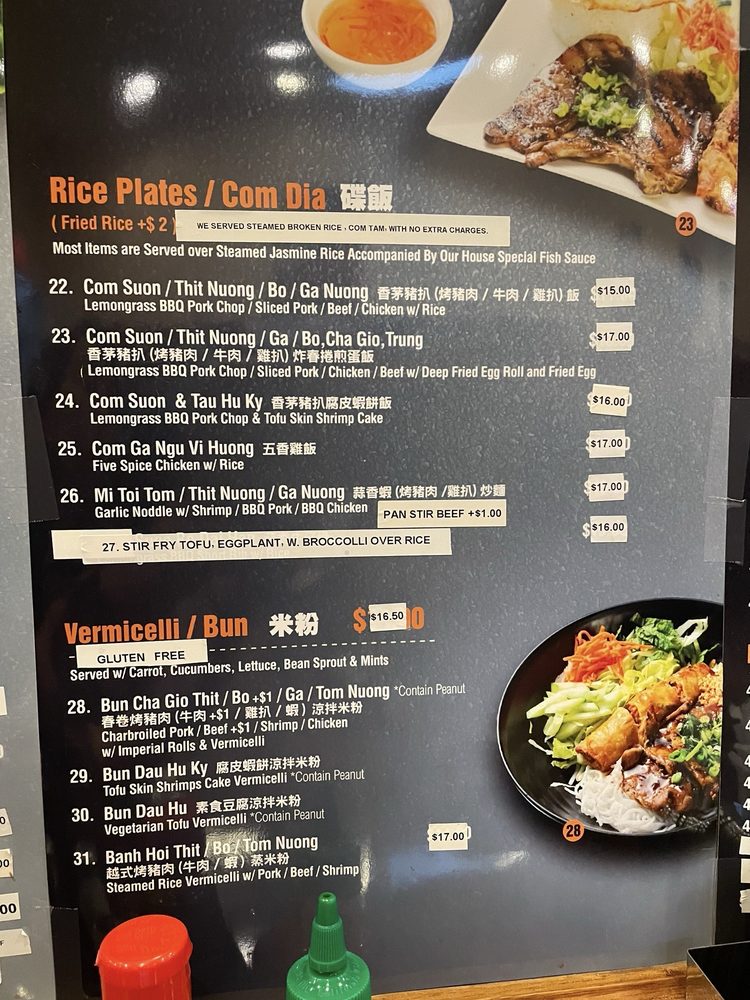 Rice Plates / Com Dia 碟飯
( Fried Rice +$ 2 ) WE SERVED STEAMED BROKEN RICE , COM TAM, WITH NO EXTRA CHARGES.
Most Items are Served over Steamed Jasmine Rice Accompanied By Our House Special Fish Sauce
23
22. Com Suon / Thit Nuong / Bo / Ga Nuong 香茅豬扒 (烤豬肉 / 牛肉 / 雞扒) 飯 $15.00
Lemongrass BBQ Pork Chop / Sliced Pork / Beef / Chicken w/ Rice
23. Com Suon / Thit Nuong / Ga / Bo,Cha Gio,Trung $17.00
香茅豬扒 (烤豬肉 / 牛肉 / 雞扒) 炸春捲煎蛋飯
( Lemongrass BBQ Pork Chop / Sliced Pork / Chicken / Beef w/ Deep Fried Egg Roll and Fried Egg
24. Com Suon & Tau Hu Ky 香茅豬扒腐皮蝦餅飯 $16.00
Lemongrass BBQ Pork Chop & Tofu Skin Shrimp Cake
25. Com Ga Ngu Vi Huong 五香雞飯 $17.00
Five Spice Chicken w/ Rice
26. Mi Toi Tom / Thit Nuong / Ga Nuong 蒜香蝦 (烤豬肉 /雞扒) 炒麵 $17.00
Garlic Noddle w/ Shrimp / BBQ Pork / BBQ Chicken PAN STIR BEEF +$1.00
27. STIR FRY TOFU, EGGPLANT, W. BROCCOLLI OVER RICE $16.00
Vermicelli / Bun 米粉 $16.50
GLUTEN FREE
Served w/ Carrot, Cucumbers, Lettuce, Bean Sprout & Mints
28. Bun Cha Gio Thit / Bo +$1 / Ga / Tom Nuong *Contain Peanut
春卷烤豬肉 (牛肉 +$1 / 雞扒 / 蝦) 涼拌米粉
Charbroiled Pork / Beef +$1 / Shrimp / Chicken
w/ Imperial Rolls & Vermicelli
29. Bun Dau Hu Ky 腐皮蝦餅涼拌米粉
Tofu Skin Shrimps Cake Vermicelli *Contain Peanut
30. Bun Dau Hu 素食豆腐涼拌米粉
Vegetarian Tofu Vermicelli *Contain Peanut
28
31. Banh Hoi Thit / Bo / Tom Nuong $17.00
越式烤豬肉 (牛肉 / 蝦) 蒸米粉
Steamed Rice Vermicelli w/ Pork / Beef / Shrimp